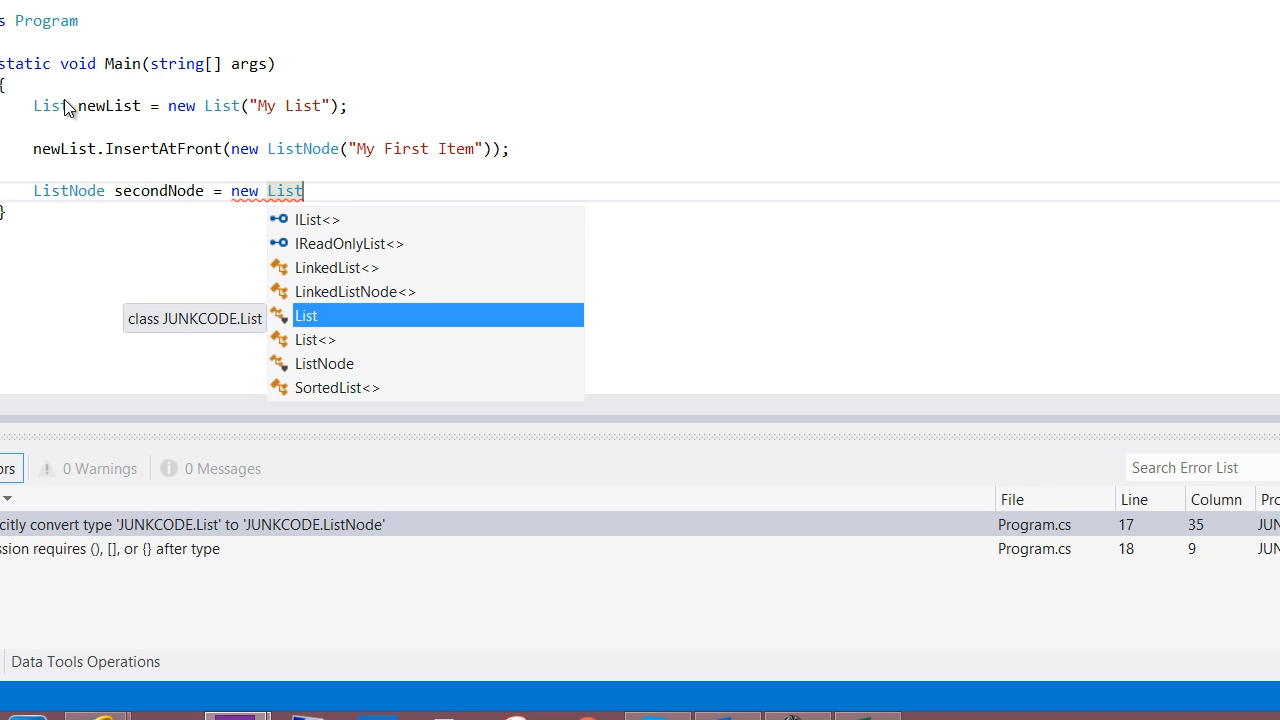 s Program
static void Main(string[] args)
{
List newList = new List("My List");
newList.InsertAtFront(new ListNode("My First Item"));
ListNode secondNode = new List
}
IList<>
IReadOnlyList<>
LinkedList<>
LinkedListNode<>
class JUNKCODE.List
List
List<>
ListNode
SortedList<>
ors
0 Warnings
0 Messages
Search Error List
File Line Column Pro
citly convert type 'JUNKCODE.List' to 'JUNKCODE.ListNode' Program.cs 17 35 JUN
sion requires (), [], or {} after type Program.cs 18 9 JUN
Data Tools Operations